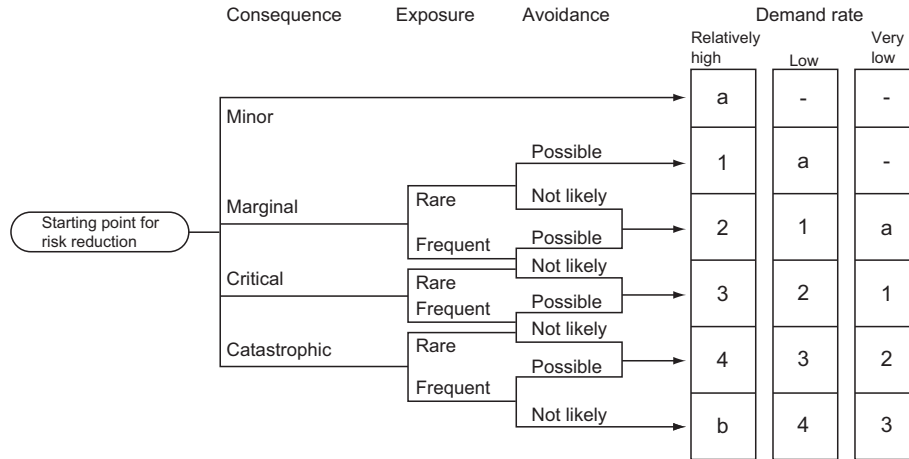 Consequence Exposure Avoidance Demand rate
Relatively high Low Very low
Minor a - -
Possible 1 a -
Marginal Rare Not likely
Starting point for risk reduction
Frequent Possible 2 1 a
Critical Rare Not likely
Frequent Possible 3 2 1
Catastrophic Rare Not likely
Frequent Possible 4 3 2
Not likely b 4 3